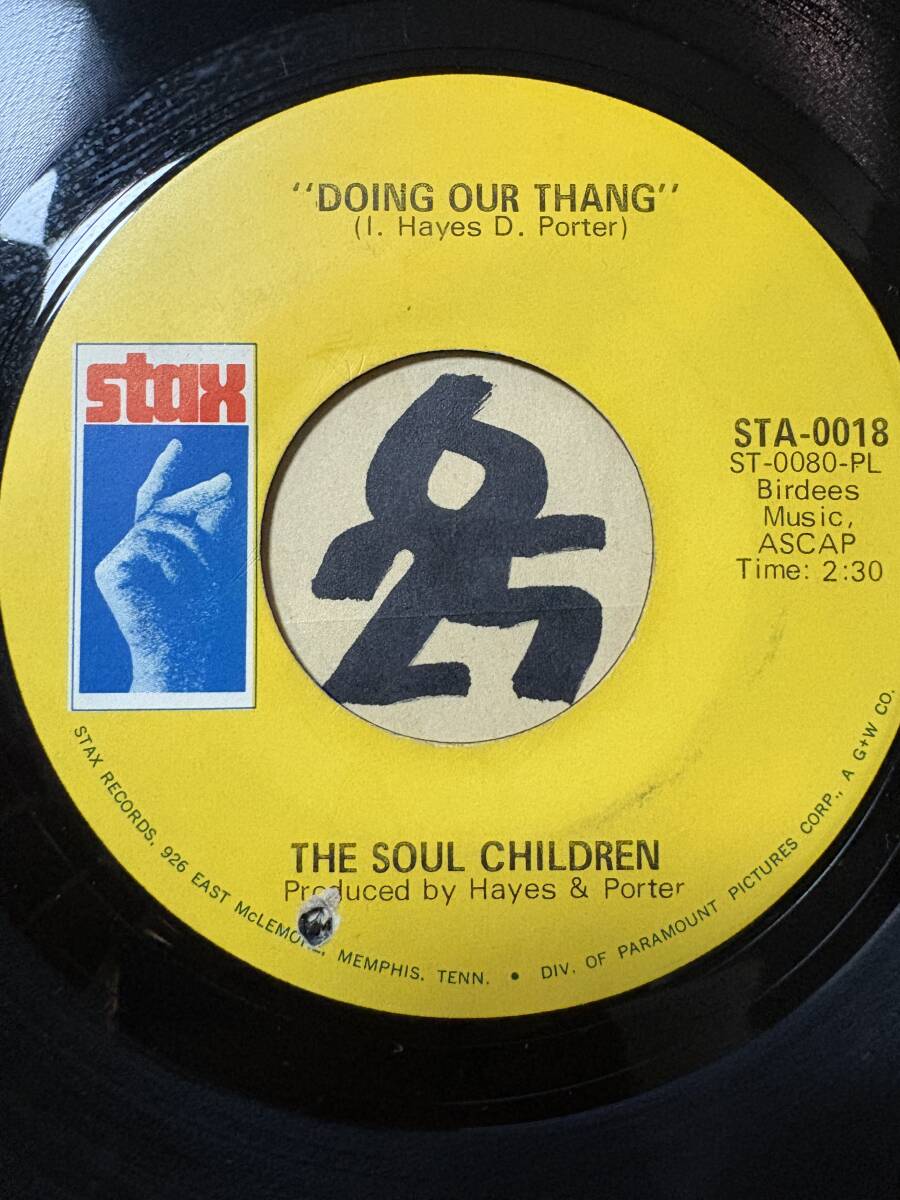 "DOING OUR THANG"
(I. Hayes D. Porter)
stax
STA-0018
ST-0080-PL
Birdees
Music,
ASCAP
Time: 2:30
THE SOUL CHILDREN
Produced by Hayes & Porter
STAX RECORDS, 926 EAST McLEMORE, MEMPHIS, TENN. • DIV. OF PARAMOUNT PICTURES CORP., A G+W CO.